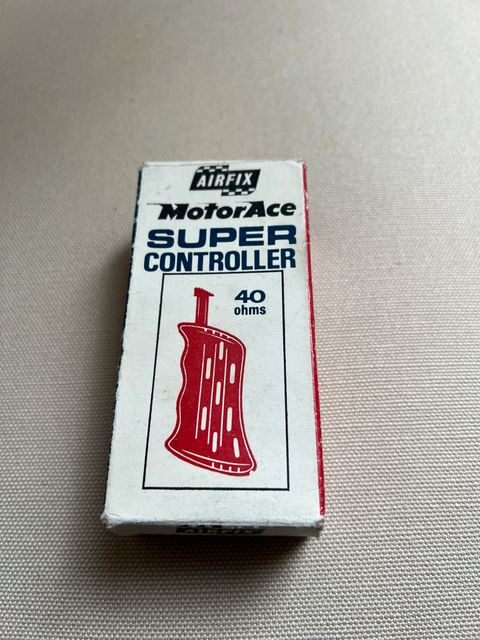 AIRFIX
MotorAce
SUPER
CONTROLLER
40
ohms